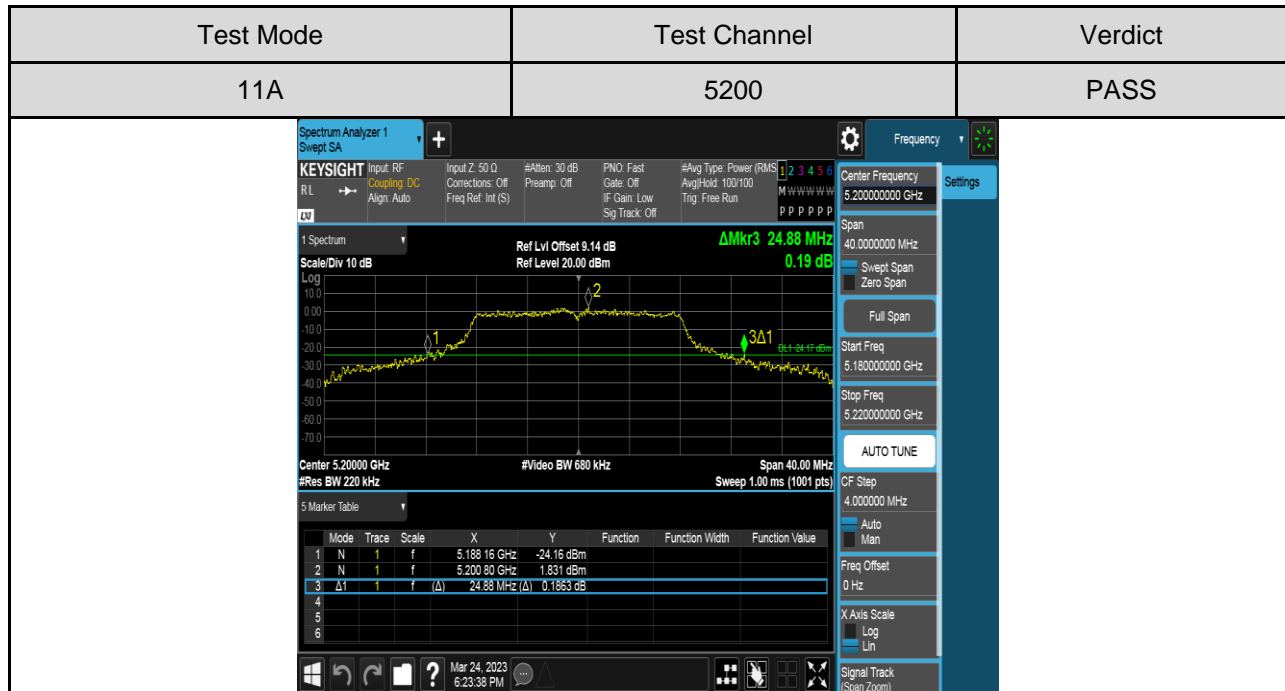 Test Mode Test Channel Verdict
11A 5200 PASS
Spectrum Analyzer 1
Swept SA
+
Frequency
KEYSIGHT
RL
LXI
Input: RF
Coupling: DC
Align: Auto
Input Z: 50 Ω
Corrections: Off
Freq Ref: Int (S)
#Atten: 30 dB
Preamp: Off
PNO: Fast
Gate: Off
IF Gain: Low
Sig Track: Off
#Avg Type: Power (RMS
Avg|Hold: 100/100
Trig: Free Run
1 2 3 4 5 6
M W W W W W
P P P P P P
1 Spectrum
Scale/Div 10 dB
Ref Lvl Offset 9.14 dB
Ref Level 20.00 dBm
ΔMkr3 24.88 MHz
0.19 dB
Log
10.0
0.00
-10.0
-20.0
-30.0
-40.0
-50.0
-60.0
-70.0
1
2
3Δ1
DL1 -24.17 dBm
Center 5.20000 GHz #Video BW 680 kHz Span 40.00 MHz
#Res BW 220 kHz Sweep 1.00 ms (1001 pts)
5 Marker Table
Mode Trace Scale X Y Function Function Width Function Value
1 N 1 f 5.188 16 GHz -24.16 dBm
2 N 1 f 5.200 80 GHz 1.831 dBm
3 Δ1 1 f (Δ) 24.88 MHz (Δ) 0.1863 dB
4
5
6
?
Mar 24, 2023
6:23:38 PM
Center Frequency
5.200000000 GHz
Settings
Span
40.0000000 MHz
Swept Span
Zero Span
Full Span
Start Freq
5.180000000 GHz
Stop Freq
5.220000000 GHz
AUTO TUNE
CF Step
4.000000 MHz
Auto
Man
Freq Offset
0 Hz
X Axis Scale
Log
Lin
Signal Track
(Span Zoom)